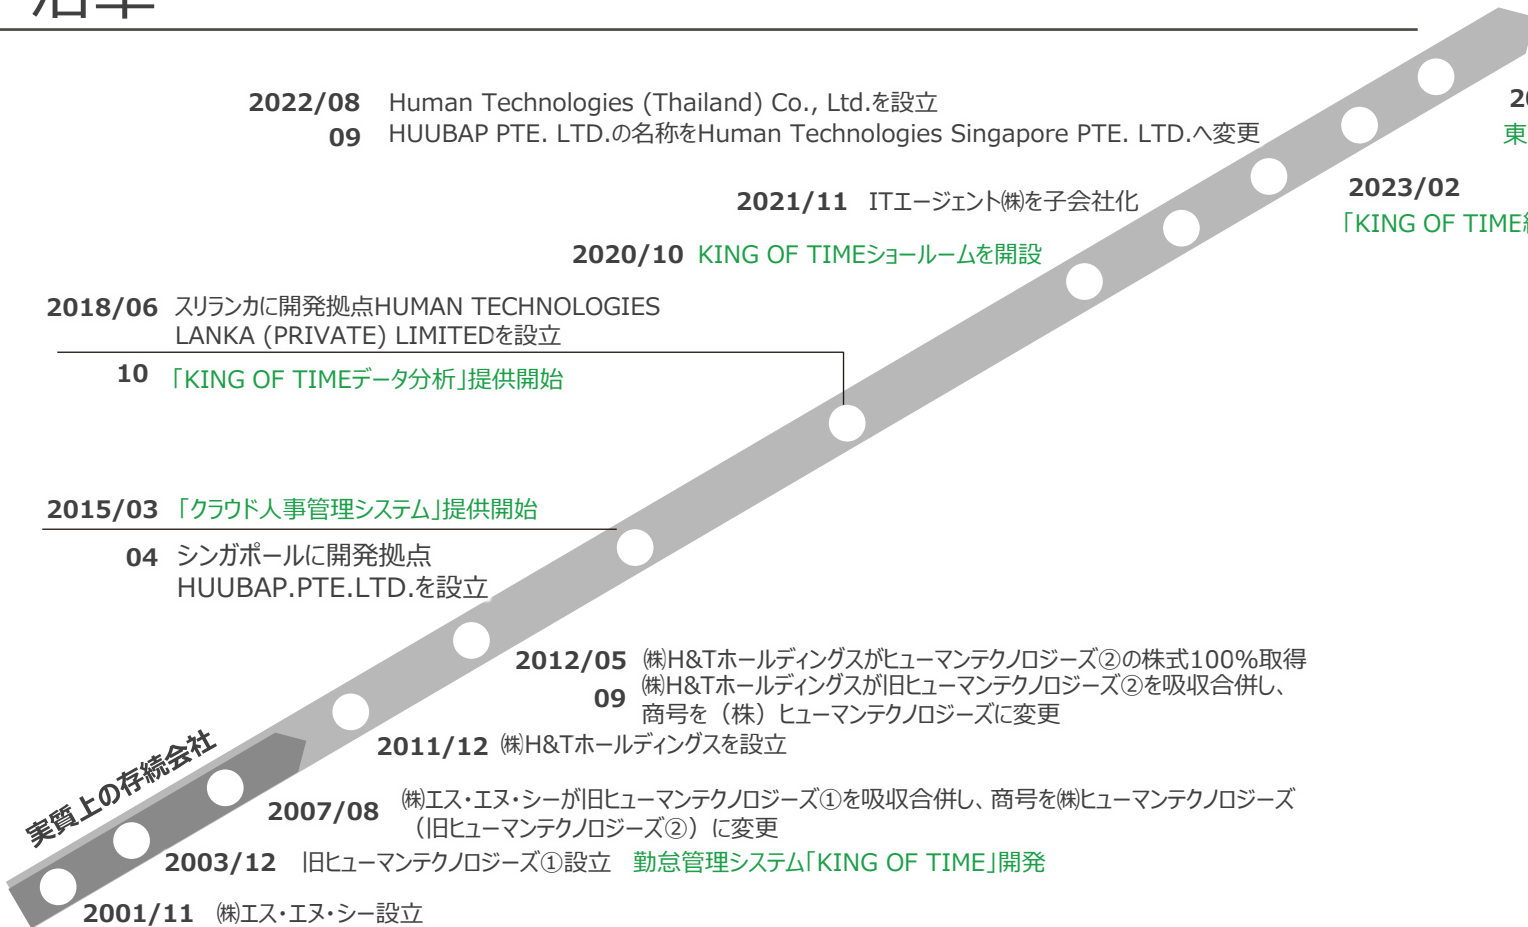 沿革
2022/08 Human Technologies (Thailand) Co., Ltd.を設立
09 HUUBAP PTE. LTD.の名称をHuman Technologies Singapore PTE. LTD.へ変更
20
東
2023/02
「KING OF TIME
2021/11 ITエージェント㈱を子会社化
2020/10 KING OF TIMEショールームを開設
2018/06 スリランカに開発拠点HUMAN TECHNOLOGIES
LANKA (PRIVATE) LIMITEDを設立
10 「KING OF TIMEデータ分析」提供開始
2015/03 「クラウド人事管理システム」提供開始
04 シンガポールに開発拠点
HUUBAP.PTE.LTD.を設立
2012/05 ㈱H&Tホールディングスがヒューマンテクノロジーズ②の株式100%取得
09 ㈱H&Tホールディングスが旧ヒューマンテクノロジーズ②を吸収合併し、
商号を（株）ヒューマンテクノロジーズに変更
2011/12 ㈱H&Tホールディングスを設立
実質上の存続会社
2007/08 ㈱エス・エヌ・シーが旧ヒューマンテクノロジーズ①を吸収合併し、商号を㈱ヒューマンテクノロジーズ
（旧ヒューマンテクノロジーズ②）に変更
2003/12 旧ヒューマンテクノロジーズ①設立 勤怠管理システム「KING OF TIME」開発
2001/11 ㈱エス・エヌ・シー設立